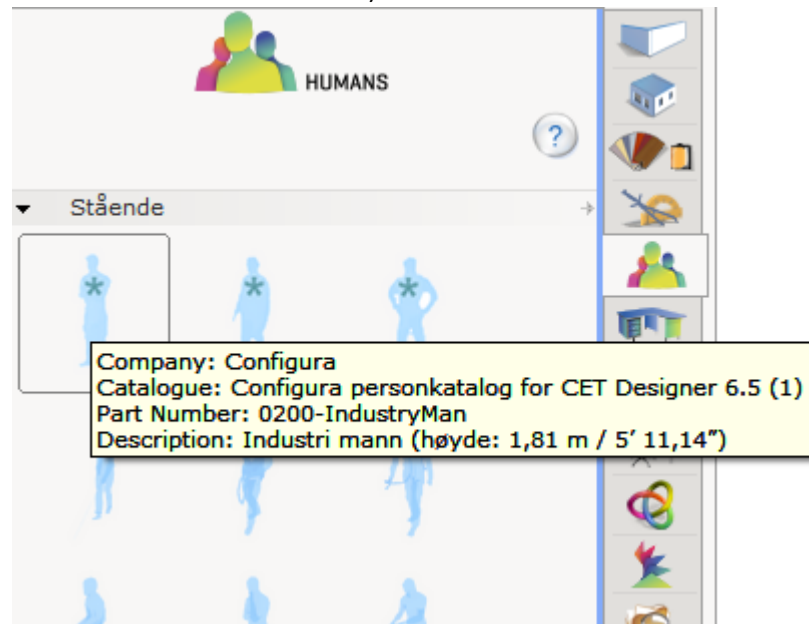 HUMANS
?
Stående
* * *
Company: Configura
Catalogue: Configura personkatalog for CET Designer 6.5 (1)
Part Number: 0200-IndustryMan
Description: Industri mann (høyde: 1,81 m / 5′ 11,14″)